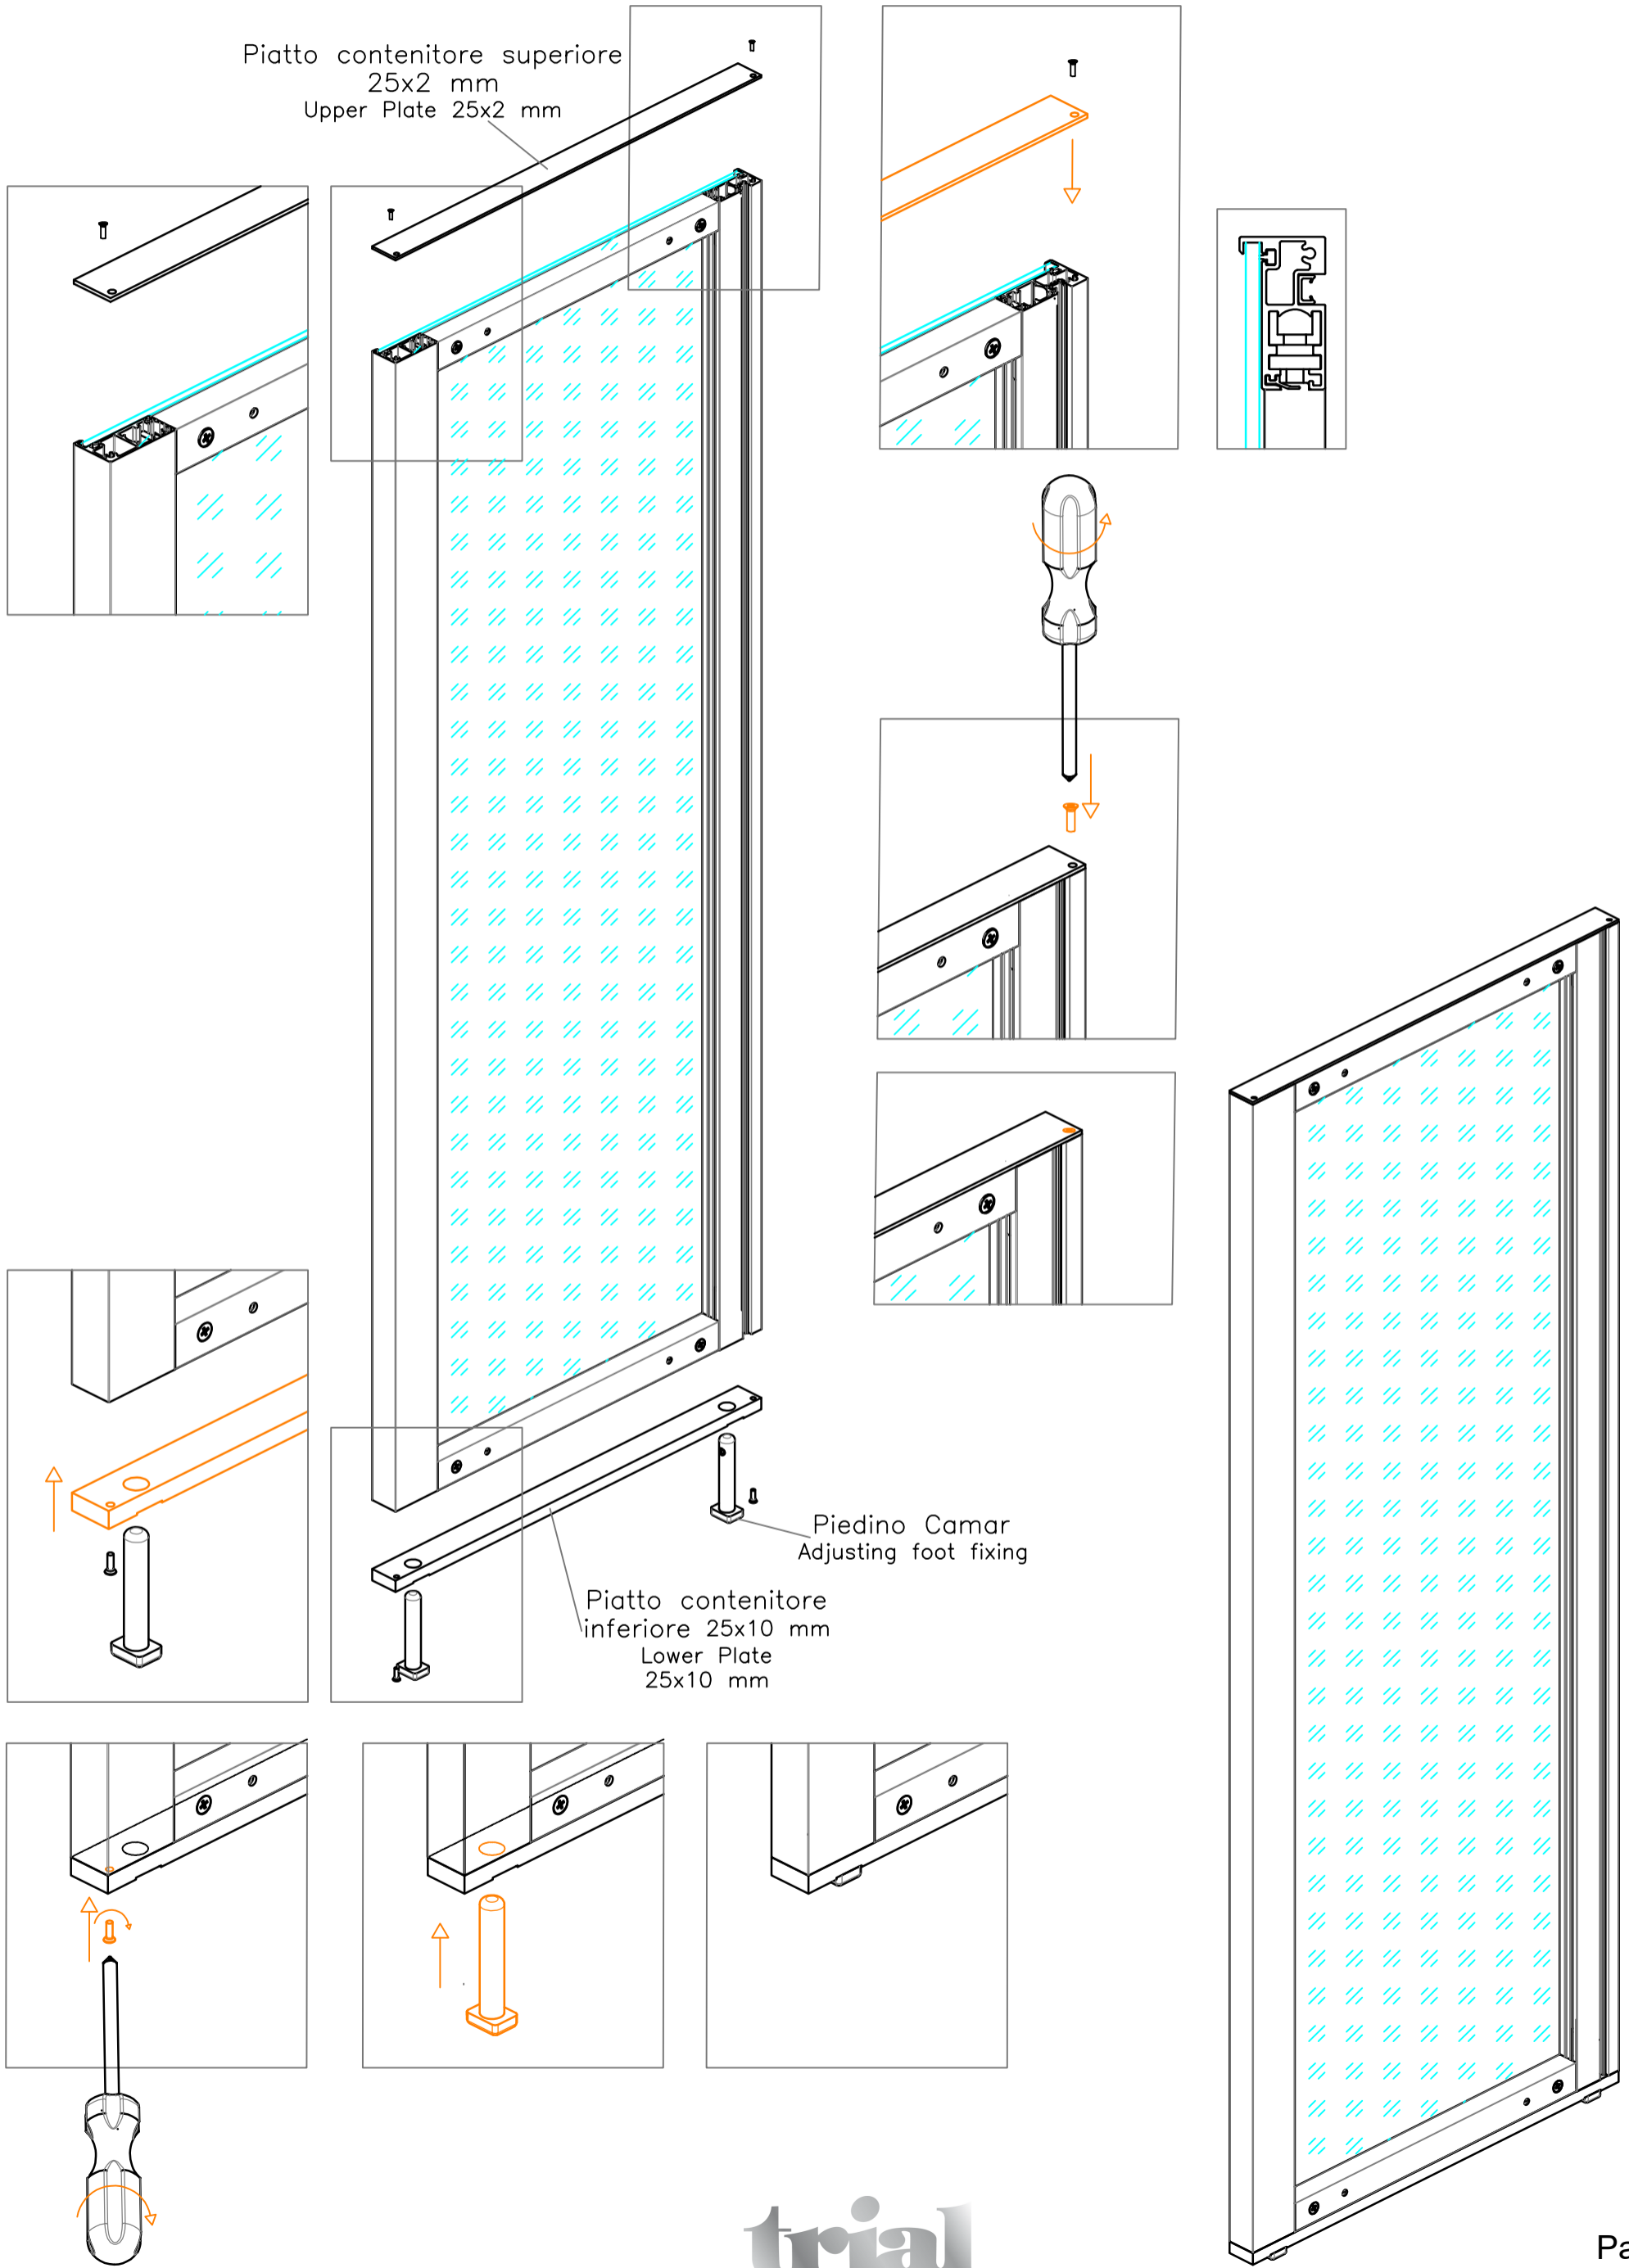 Piatto contenitore superiore
25x2 mm
Upper Plate 25x2 mm
Piedino Camar
Adjusting foot fixing
Piatto contenitore
inferiore 25x10 mm
Lower Plate
25x10 mm
trial
Pa